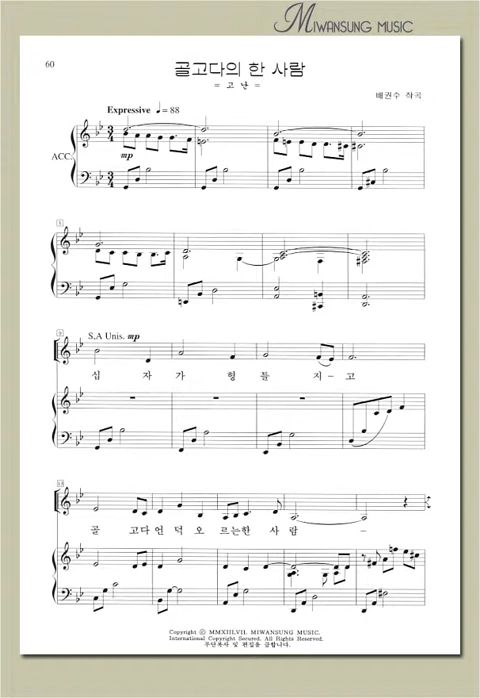 MIWANSUNG MUSIC
60
골고다의 한 사람
= 고 난 =
배권수 작곡
Expressive ♩= 88
ACC.
mp
5
9
S.A Unis. mp
십 자 가 형 틀 지 - 고
13
골 고다 언 덕 오 르는한 사 람 -
Copyright © MMXIILVII. MIWANSUNG MUSIC.
International Copyright Secured. All Rights Reserved.
무단복사 및 편집을 금합니다.